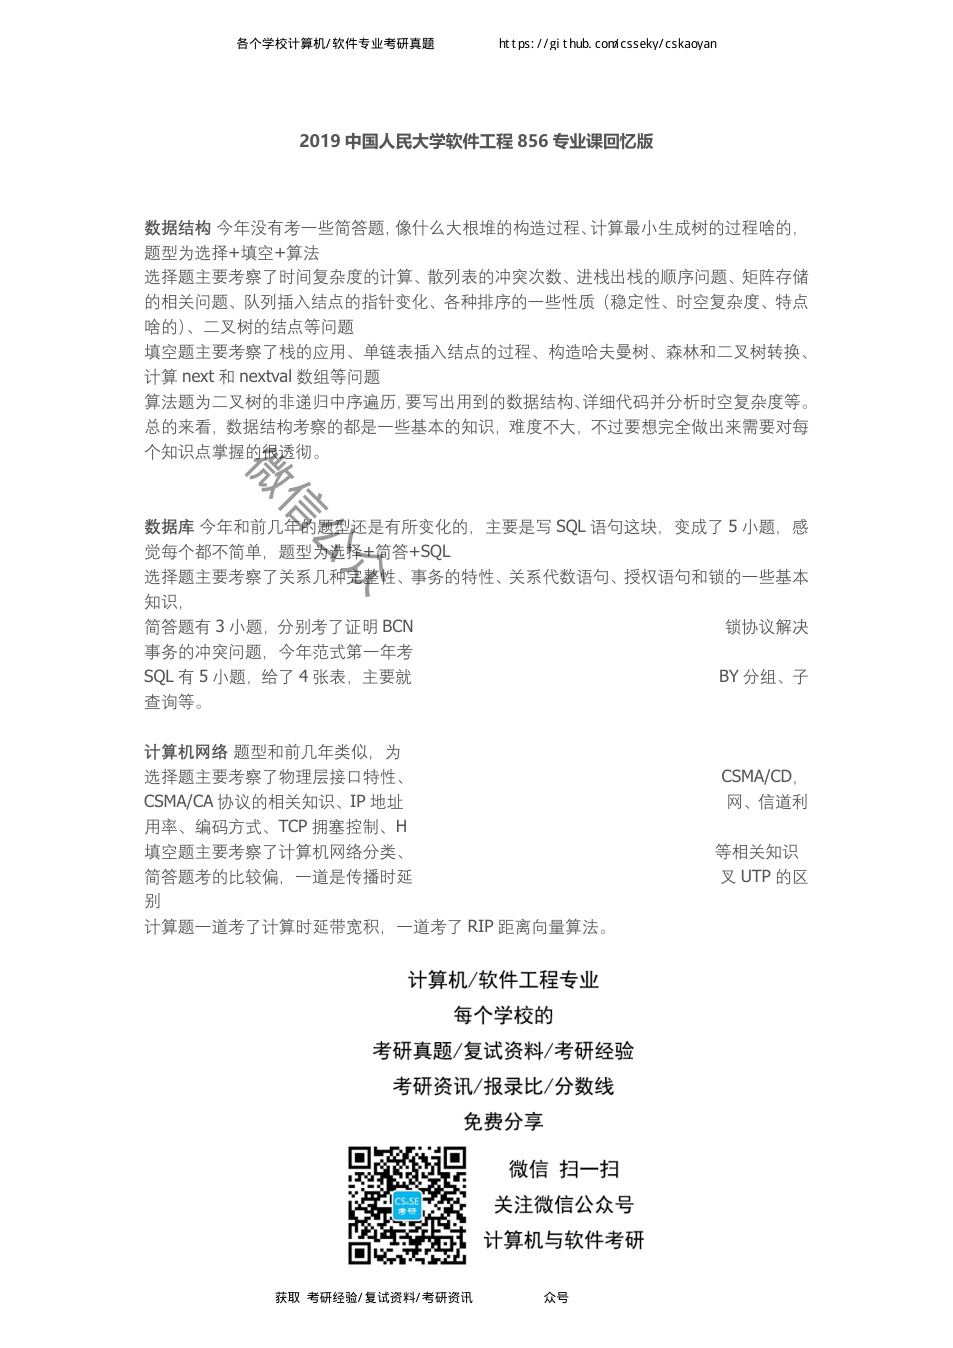 各个学校计算机/软件专业考研真题 https://github.com/csseky/cskaoyan
2019 中国人民大学软件工程 856 专业课回忆版
数据结构 今年没有考一些简答题,像什么大根堆的构造过程、计算最小生成树的过程啥的,
题型为选择+填空+算法
选择题主要考察了时间复杂度的计算、散列表的冲突次数、进栈出栈的顺序问题、矩阵存储
的相关问题、队列插入结点的指针变化、各种排序的一些性质（稳定性、时空复杂度、特点
啥的）、二叉树的结点等问题
填空题主要考察了栈的应用、单链表插入结点的过程、构造哈夫曼树、森林和二叉树转换、
计算 next 和 nextval 数组等问题
算法题为二叉树的非递归中序遍历,要写出用到的数据结构、详细代码并分析时空复杂度等。
总的来看，数据结构考察的都是一些基本的知识，难度不大，不过要想完全做出来需要对每
个知识点掌握的很透彻。
微信公众
数据库 今年和前几年的题型还是有所变化的，主要是写 SQL 语句这块，变成了 5 小题，感
觉每个都不简单，题型为选择+简答+SQL
选择题主要考察了关系几种完整性、事务的特性、关系代数语句、授权语句和锁的一些基本
知识，
简答题有 3 小题，分别考了证明 BCN 锁协议解决
事务的冲突问题，今年范式第一年考
SQL 有 5 小题，给了 4 张表，主要就 BY 分组、子
查询等。
计算机网络 题型和前几年类似，为
选择题主要考察了物理层接口特性、 CSMA/CD，
CSMA/CA 协议的相关知识、IP 地址 网、信道利
用率、编码方式、TCP 拥塞控制、H
填空题主要考察了计算机网络分类、 等相关知识
简答题考的比较偏，一道是传播时延 叉 UTP 的区
别
计算题一道考了计算时延带宽积，一道考了 RIP 距离向量算法。
计算机/软件工程专业
每个学校的
考研真题/复试资料/考研经验
考研资讯/报录比/分数线
免费分享
CS&SE
考研
微信 扫一扫
关注微信公众号
计算机与软件考研
获取 考研经验/复试资料/考研资讯 众号